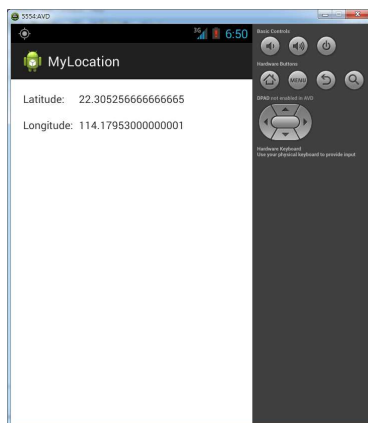 5554:AVD
3G 6:50
MyLocation
Latitude: 22.305256666666665
Longitude: 114.17953000000001
Basic Controls
Hardware Buttons
MENU
DPAD not enabled in AVD
Hardware Keyboard
Use your physical keyboard to provide input